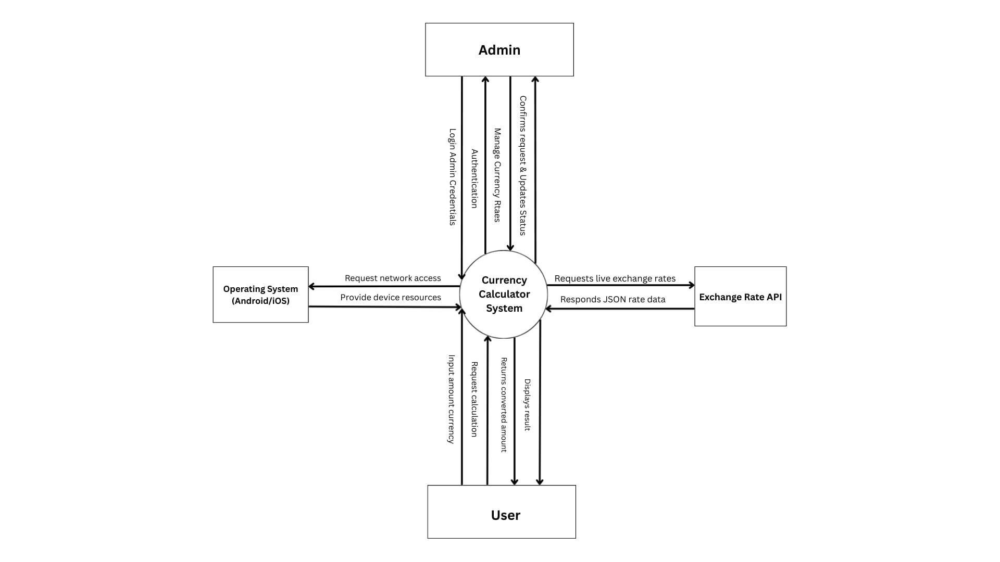 Admin
Login Admin Credentials
Authentication
Manage Currency Rtaes
Confirms request & Updates Status
Operating System
(Android/iOS)
Request network access
Provide device resources
Currency
Calculator
System
Requests live exchange rates
Responds JSON rate data
Exchange Rate API
Input amount currency
Request calculation
Returns converted amount
Displays result
User